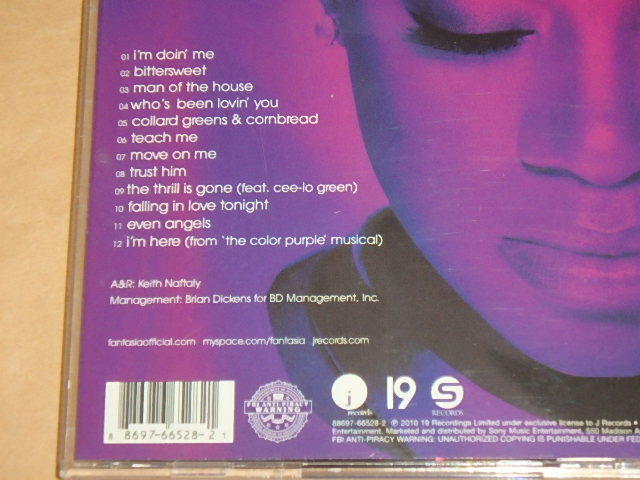 01 i'm doin' me
02 bittersweet
03 man of the house
04 who's been lovin' you
05 collard greens & cornbread
06 teach me
07 move on me
08 trust him
09 the thrill is gone (feat. cee-lo green)
10 falling in love tonight
11 even angels
12 i'm here (from 'the color purple' musical)
A&R: Keith Naftaly
Management: Brian Dickens for BD Management, Inc.
fantasiaofficial.com myspace.com/fantasia jrecords.com
FBI ANTI-PIRACY
WARNING
j 19 S
records RECORDS
8 8697-66528-2 1
88697-66528-2 ℗ 2010 19 Recordings Limited under exclusive license to J Records •
Entertainment. Marketed and distributed by Sony Music Entertainment, 550 Madison A
FBI ANTI-PIRACY WARNING: UNAUTHORIZED COPYING IS PUNISHABLE UNDER FED